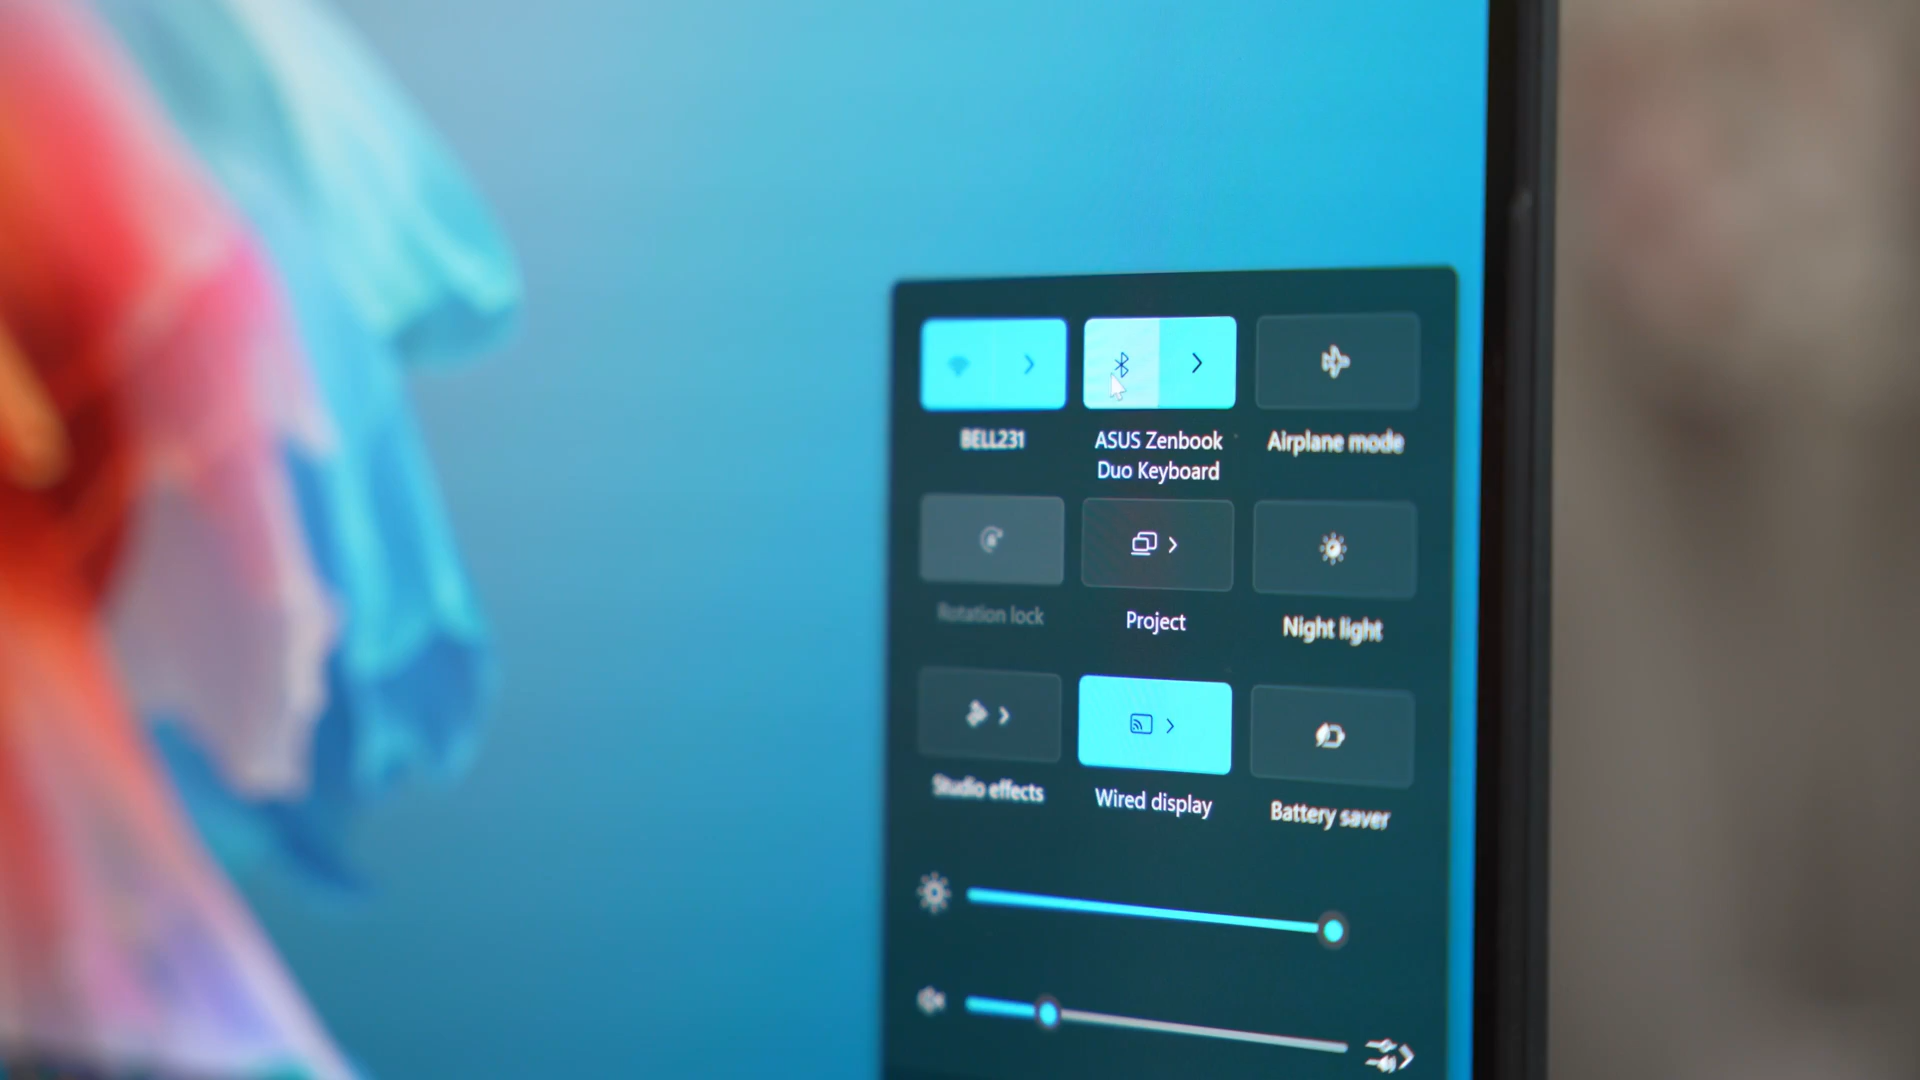 BELL231
ASUS Zenbook
Duo Keyboard
Airplane mode
Rotation lock
Project
Night light
Studio effects
Wired display
Battery saver